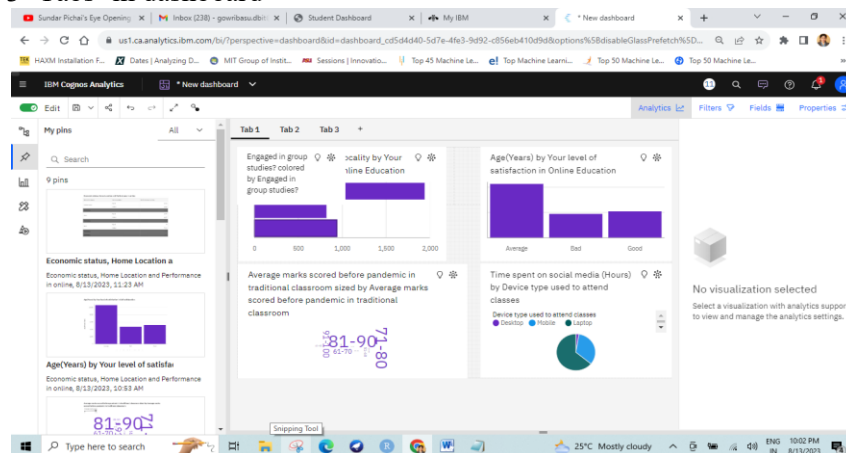 3 Tabs in dashboard
Sundar Pichai's Eye Opening
Inbox (238) - gowribasu.dbit
Student Dashboard
My IBM
* New dashboard
us1.ca.analytics.ibm.com/bi/?perspective=dashboard&id=dashboard_cd5d4d40-5d7e-4fe3-9d92-c856eb410d9d&options%5BdisableGlassPrefetch%5D...
HAXM Installation F...
Dates | Analyzing D...
MIT Group of Instit...
Sessions | Innovatio...
Top 45 Machine Le...
Top Machine Learni...
Top 50 Machine Le...
Top 50 Machine Le...
IBM Cognos Analytics
* New dashboard
11
Edit
Analytics
Filters
Fields
Properties
My pins
All
Tab 1
Tab 2
Tab 3
+
Search
9 pins
Economic status, Home Location a
Economic status, Home Location and Performance
in online, 8/13/2023, 11:23 AM
Age(Years) by Your level of satisfa
Economic status, Home Location and Performance
in online, 8/13/2023, 10:53 AM
81-90
Engaged in group
studies? colored
by Engaged in
group studies?
ocality by Your
nline Education
0 500 1,000 1,500 2,000
Age(Years) by Your level of
satisfaction in Online Education
Average Bad Good
Average marks scored before pandemic in
traditional classroom sized by Average marks
scored before pandemic in traditional
classroom
91-100
81-90
61-70
71-80
Time spent on social media (Hours)
by Device type used to attend
classes
Device type used to attend classes
Desktop Mobile Laptop
No visualization selected
Select a visualization with analytics suppor
to view and manage the analytics settings.
Snipping Tool
Type here to search
25°C Mostly cloudy
ENG
IN
10:02 PM
8/13/2023